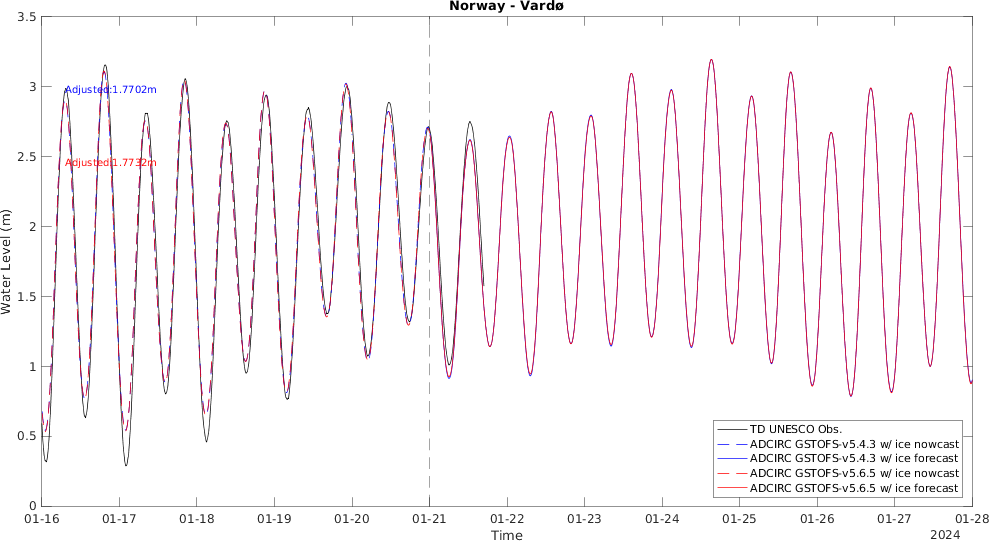 Norway - Vardø
3.5
3
2.5
2
1.5
1
0.5
0
Water Level (m)
Adjusted:1.7702m
Adjusted:1.7732m
TD UNESCO Obs.
ADCIRC GSTOFS-v5.4.3 w/ ice nowcast
ADCIRC GSTOFS-v5.4.3 w/ ice forecast
ADCIRC GSTOFS-v5.6.5 w/ ice nowcast
ADCIRC GSTOFS-v5.6.5 w/ ice forecast
01-16 01-17 01-18 01-19 01-20 01-21 01-22 01-23 01-24 01-25 01-26 01-27 01-28
Time
2024